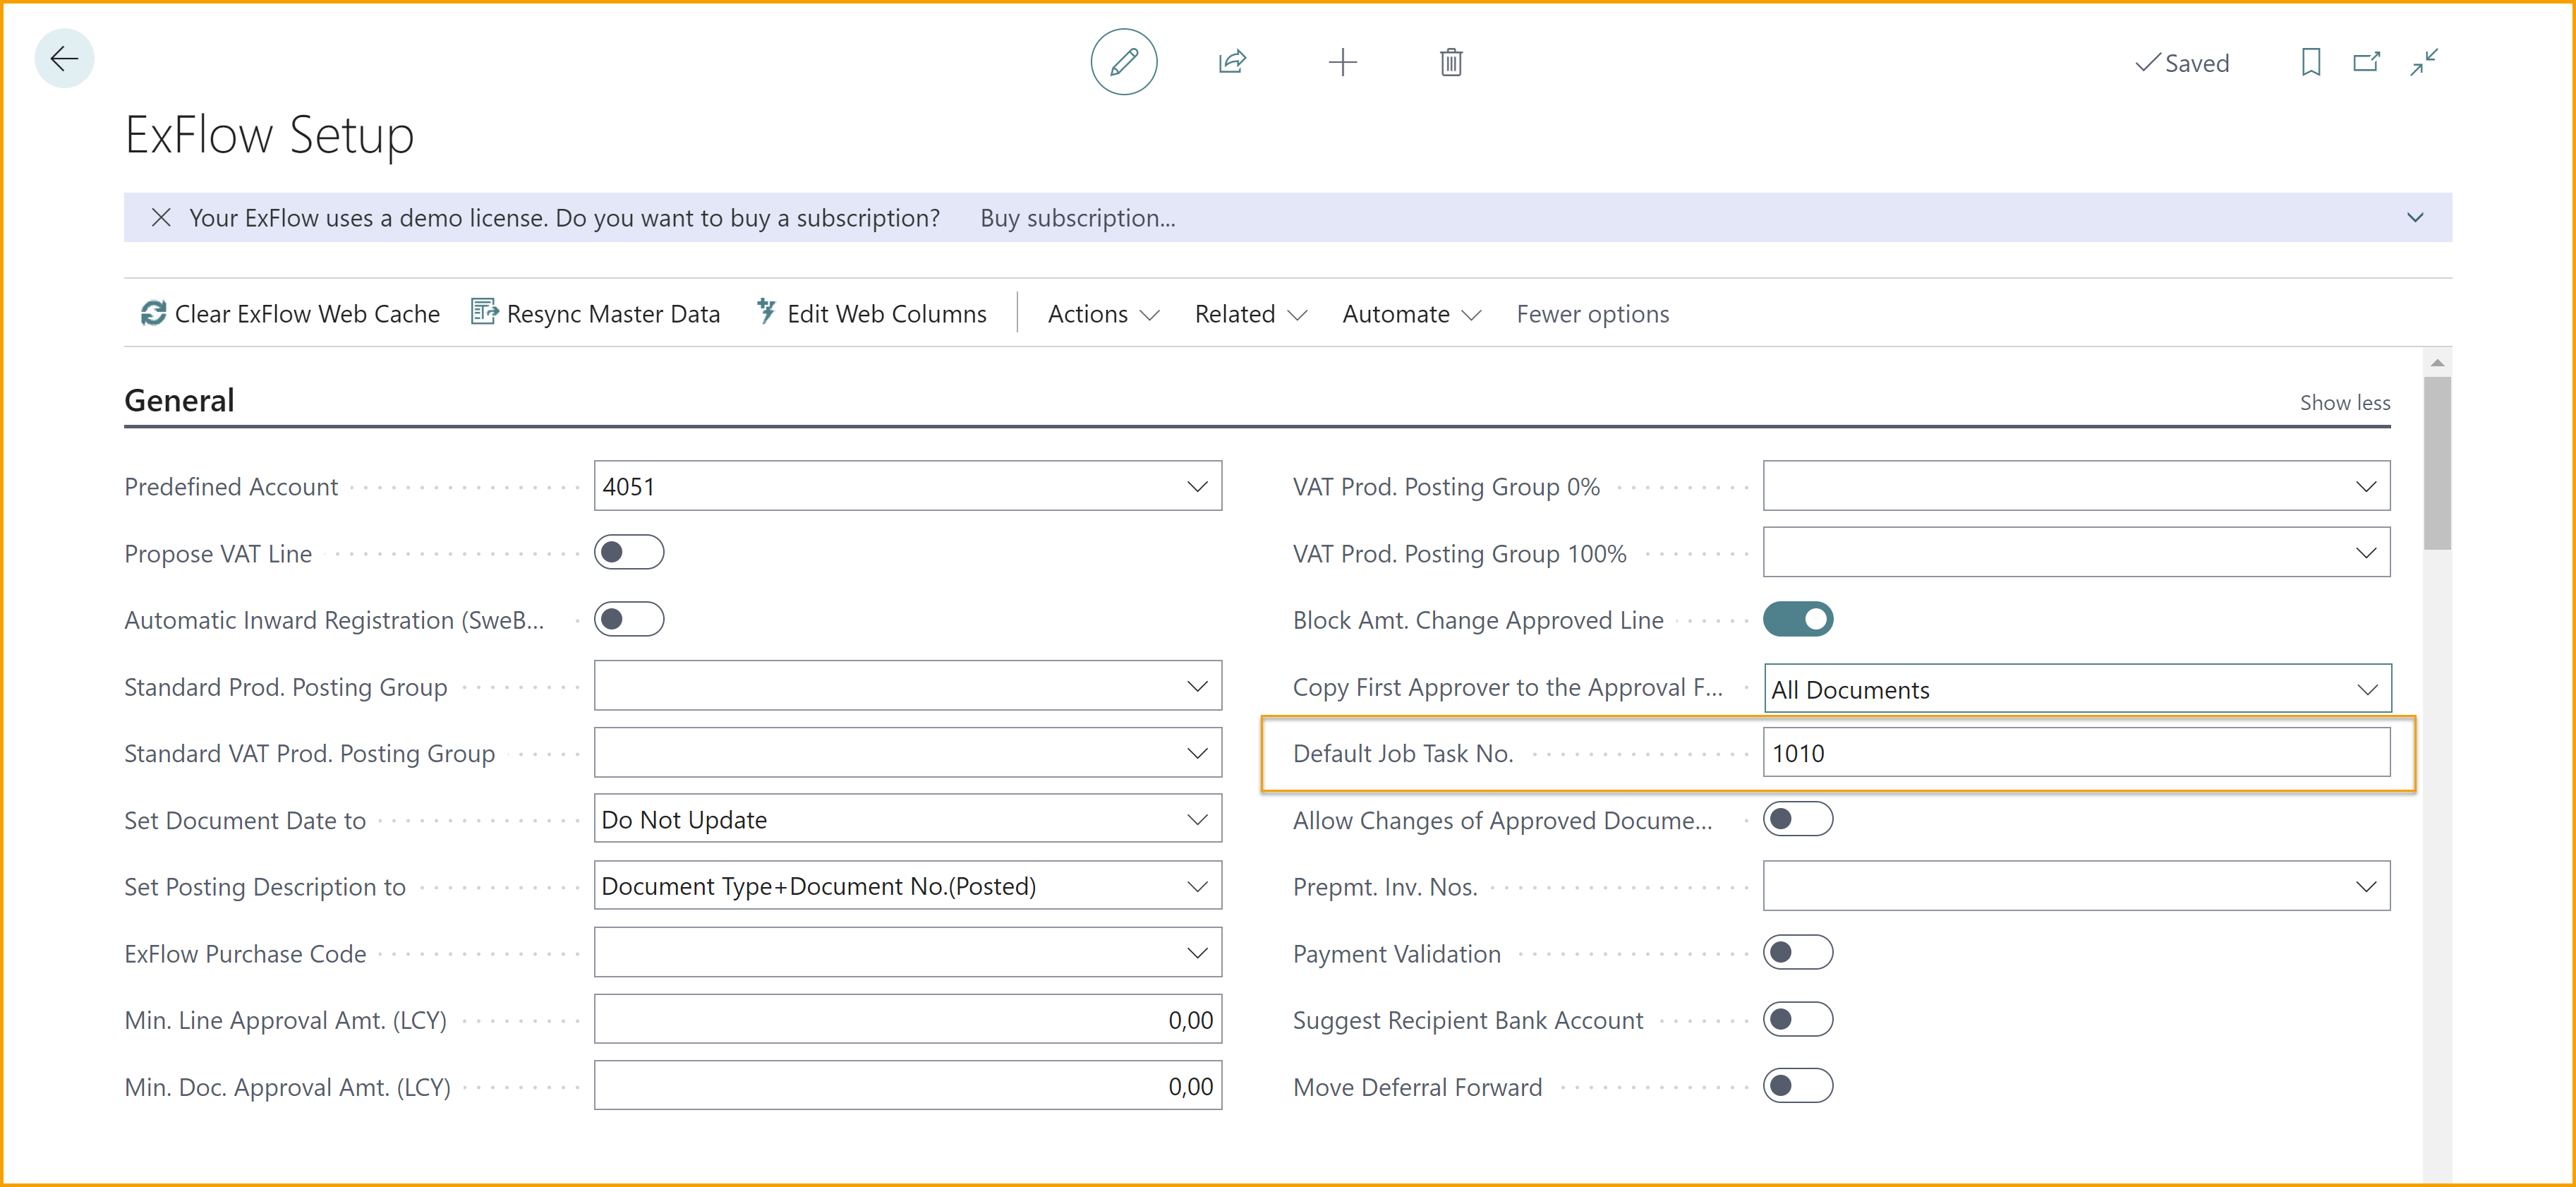 Saved
ExFlow Setup
Your ExFlow uses a demo license. Do you want to buy a subscription? Buy subscription...
Clear ExFlow Web Cache Resync Master Data Edit Web Columns Actions Related Automate Fewer options
General Show less
Predefined Account 4051
Propose VAT Line
Automatic Inward Registration (SweB...
Standard Prod. Posting Group
Standard VAT Prod. Posting Group
Set Document Date to Do Not Update
Set Posting Description to Document Type+Document No.(Posted)
ExFlow Purchase Code
Min. Line Approval Amt. (LCY) 0,00
Min. Doc. Approval Amt. (LCY) 0,00
VAT Prod. Posting Group 0%
VAT Prod. Posting Group 100%
Block Amt. Change Approved Line
Copy First Approver to the Approval F... All Documents
Default Job Task No. 1010
Allow Changes of Approved Docume...
Prepmt. Inv. Nos.
Payment Validation
Suggest Recipient Bank Account
Move Deferral Forward